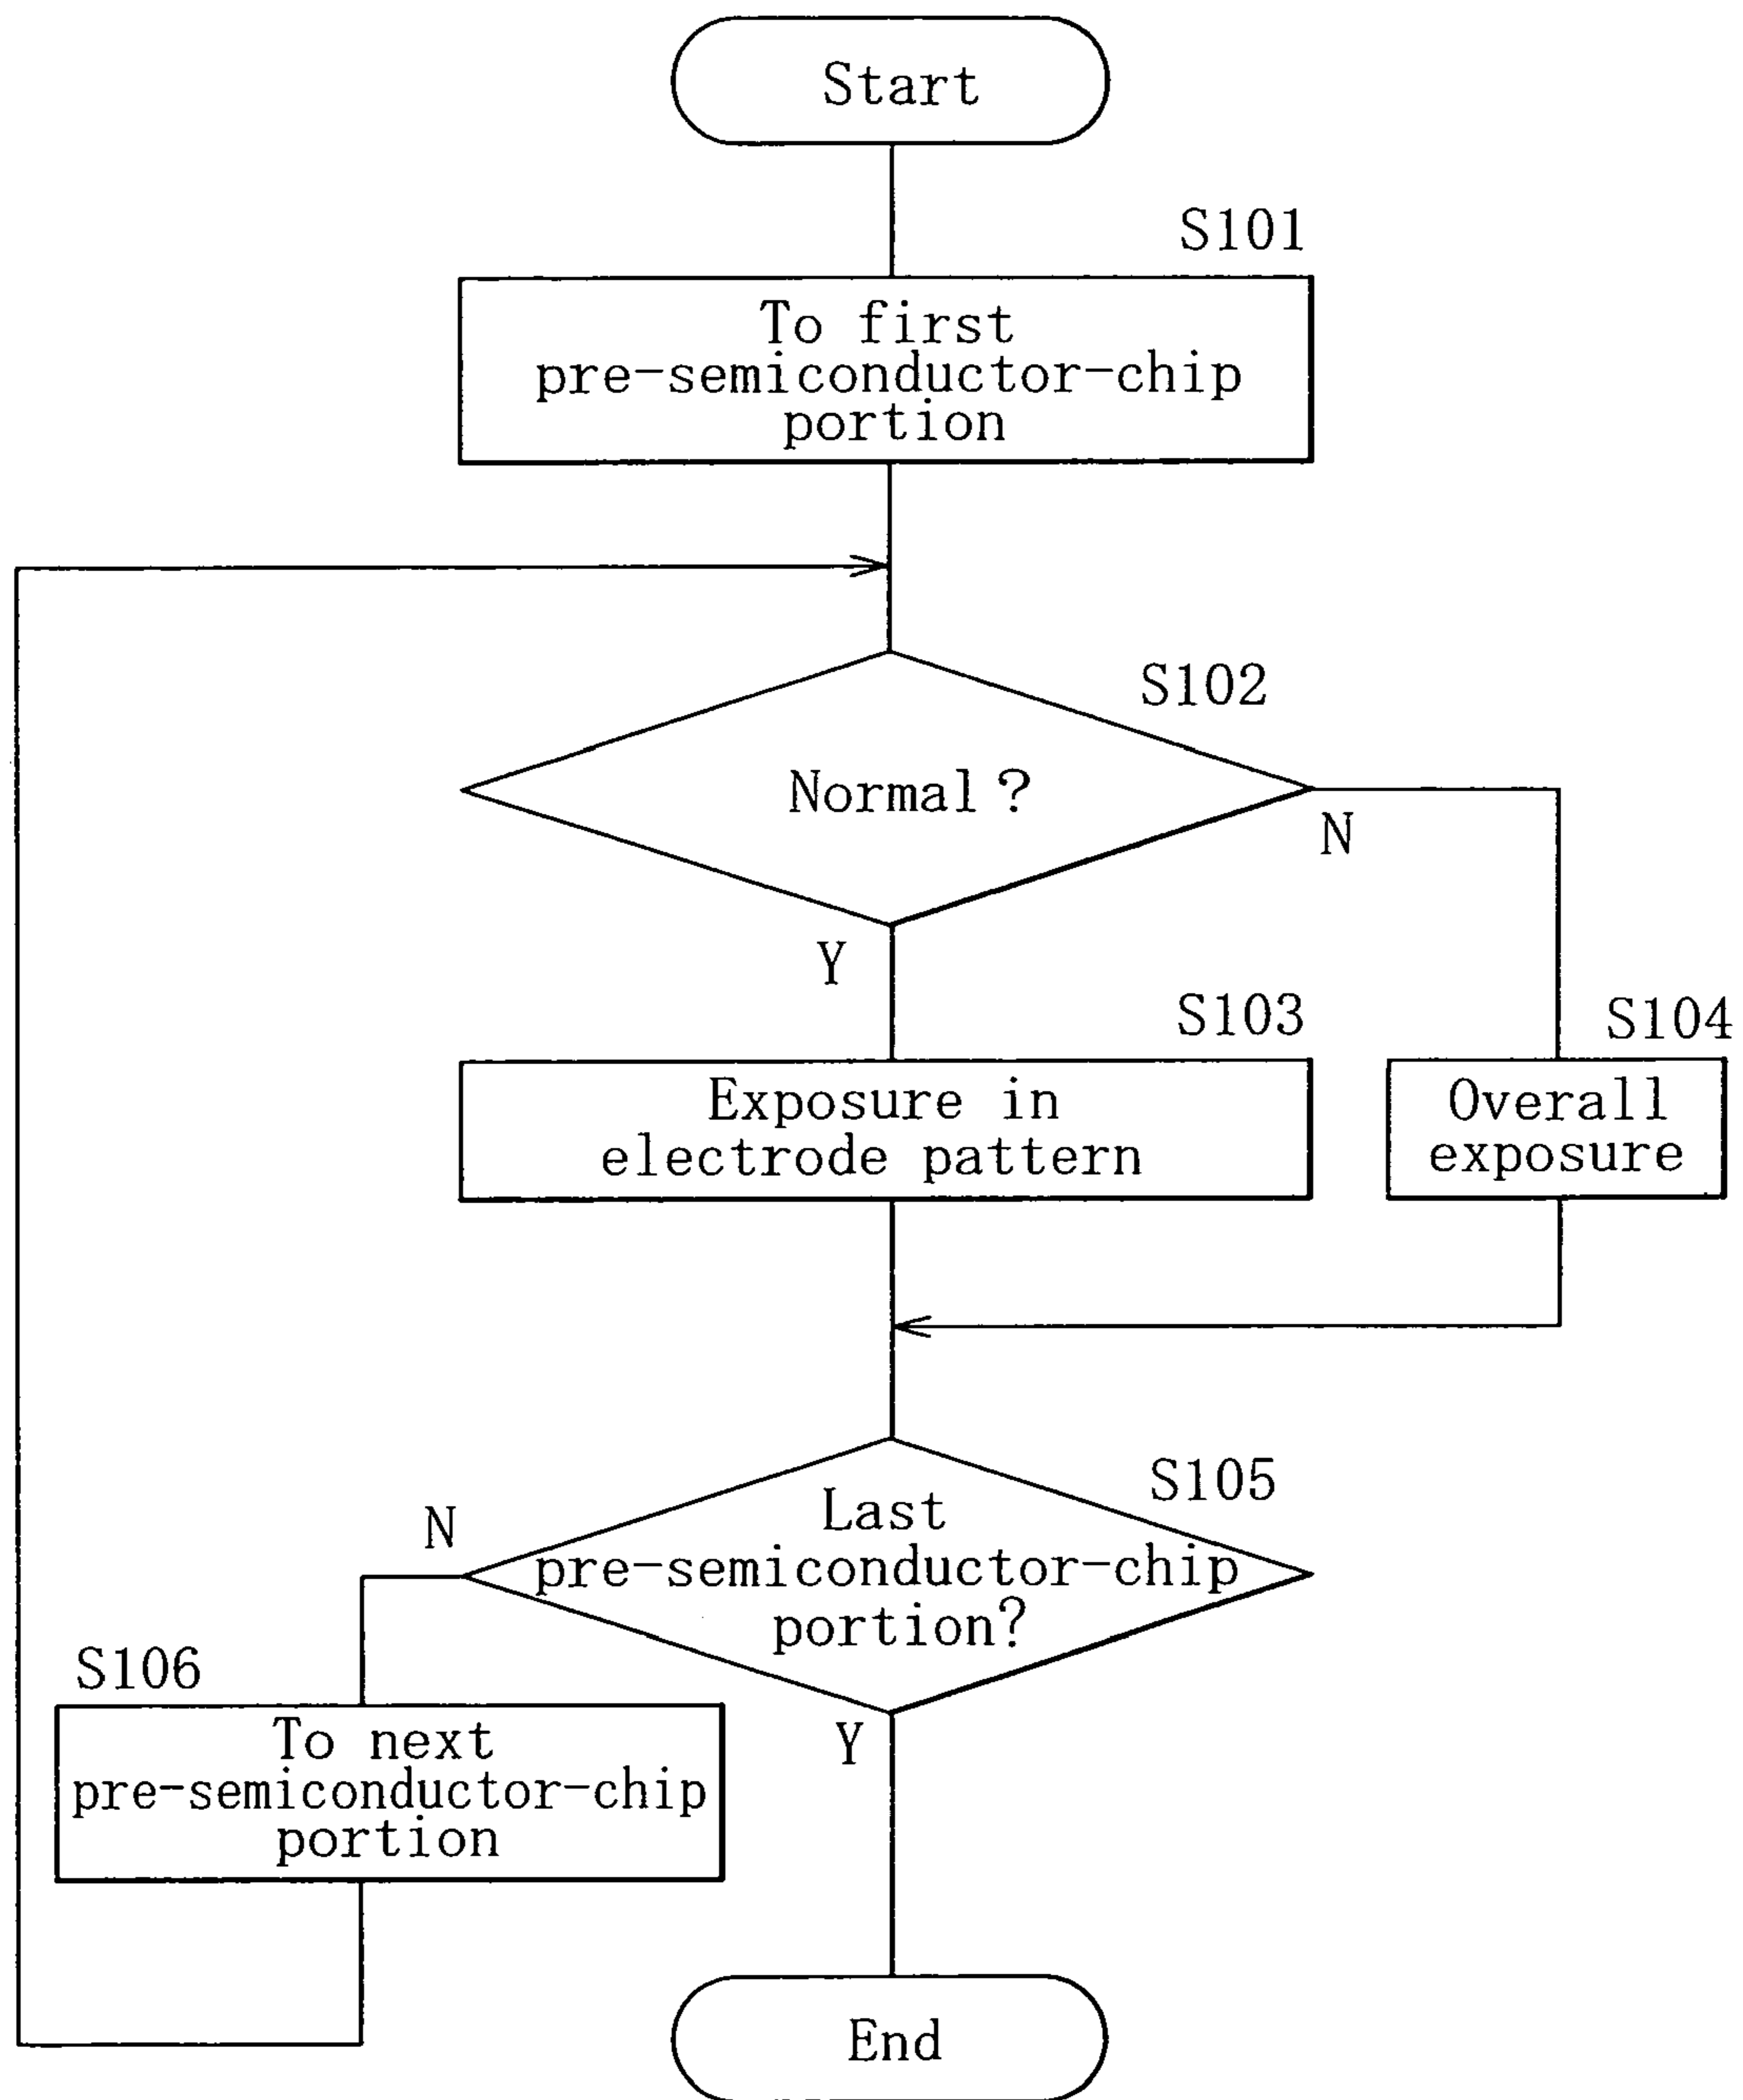 Start
S101
To first
pre-semiconductor-chip
portion
S102
Normal?
N
Y
S103
Exposure in
electrode pattern
S104
Overall
exposure
S105
Last
pre-semiconductor-chip
portion?
N
Y
S106
To next
pre-semiconductor-chip
portion
End